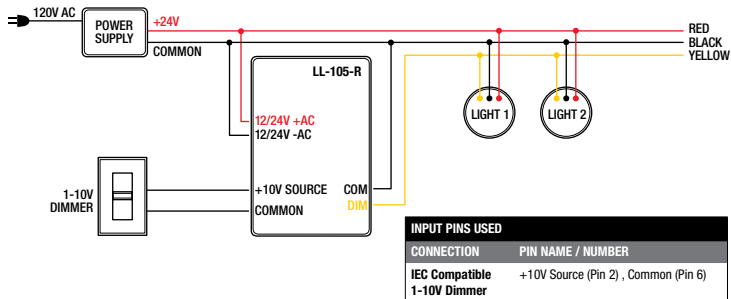 120V AC
POWER
SUPPLY
+24V
COMMON
RED
BLACK
YELLOW
LL-105-R
12/24V +AC
12/24V -AC
LIGHT 1
LIGHT 2
1-10V
DIMMER
+10V SOURCE
COM
COMMON
DIM
INPUT PINS USED
CONNECTION PIN NAME / NUMBER
IEC Compatible +10V Source (Pin 2) , Common (Pin 6)
1-10V Dimmer